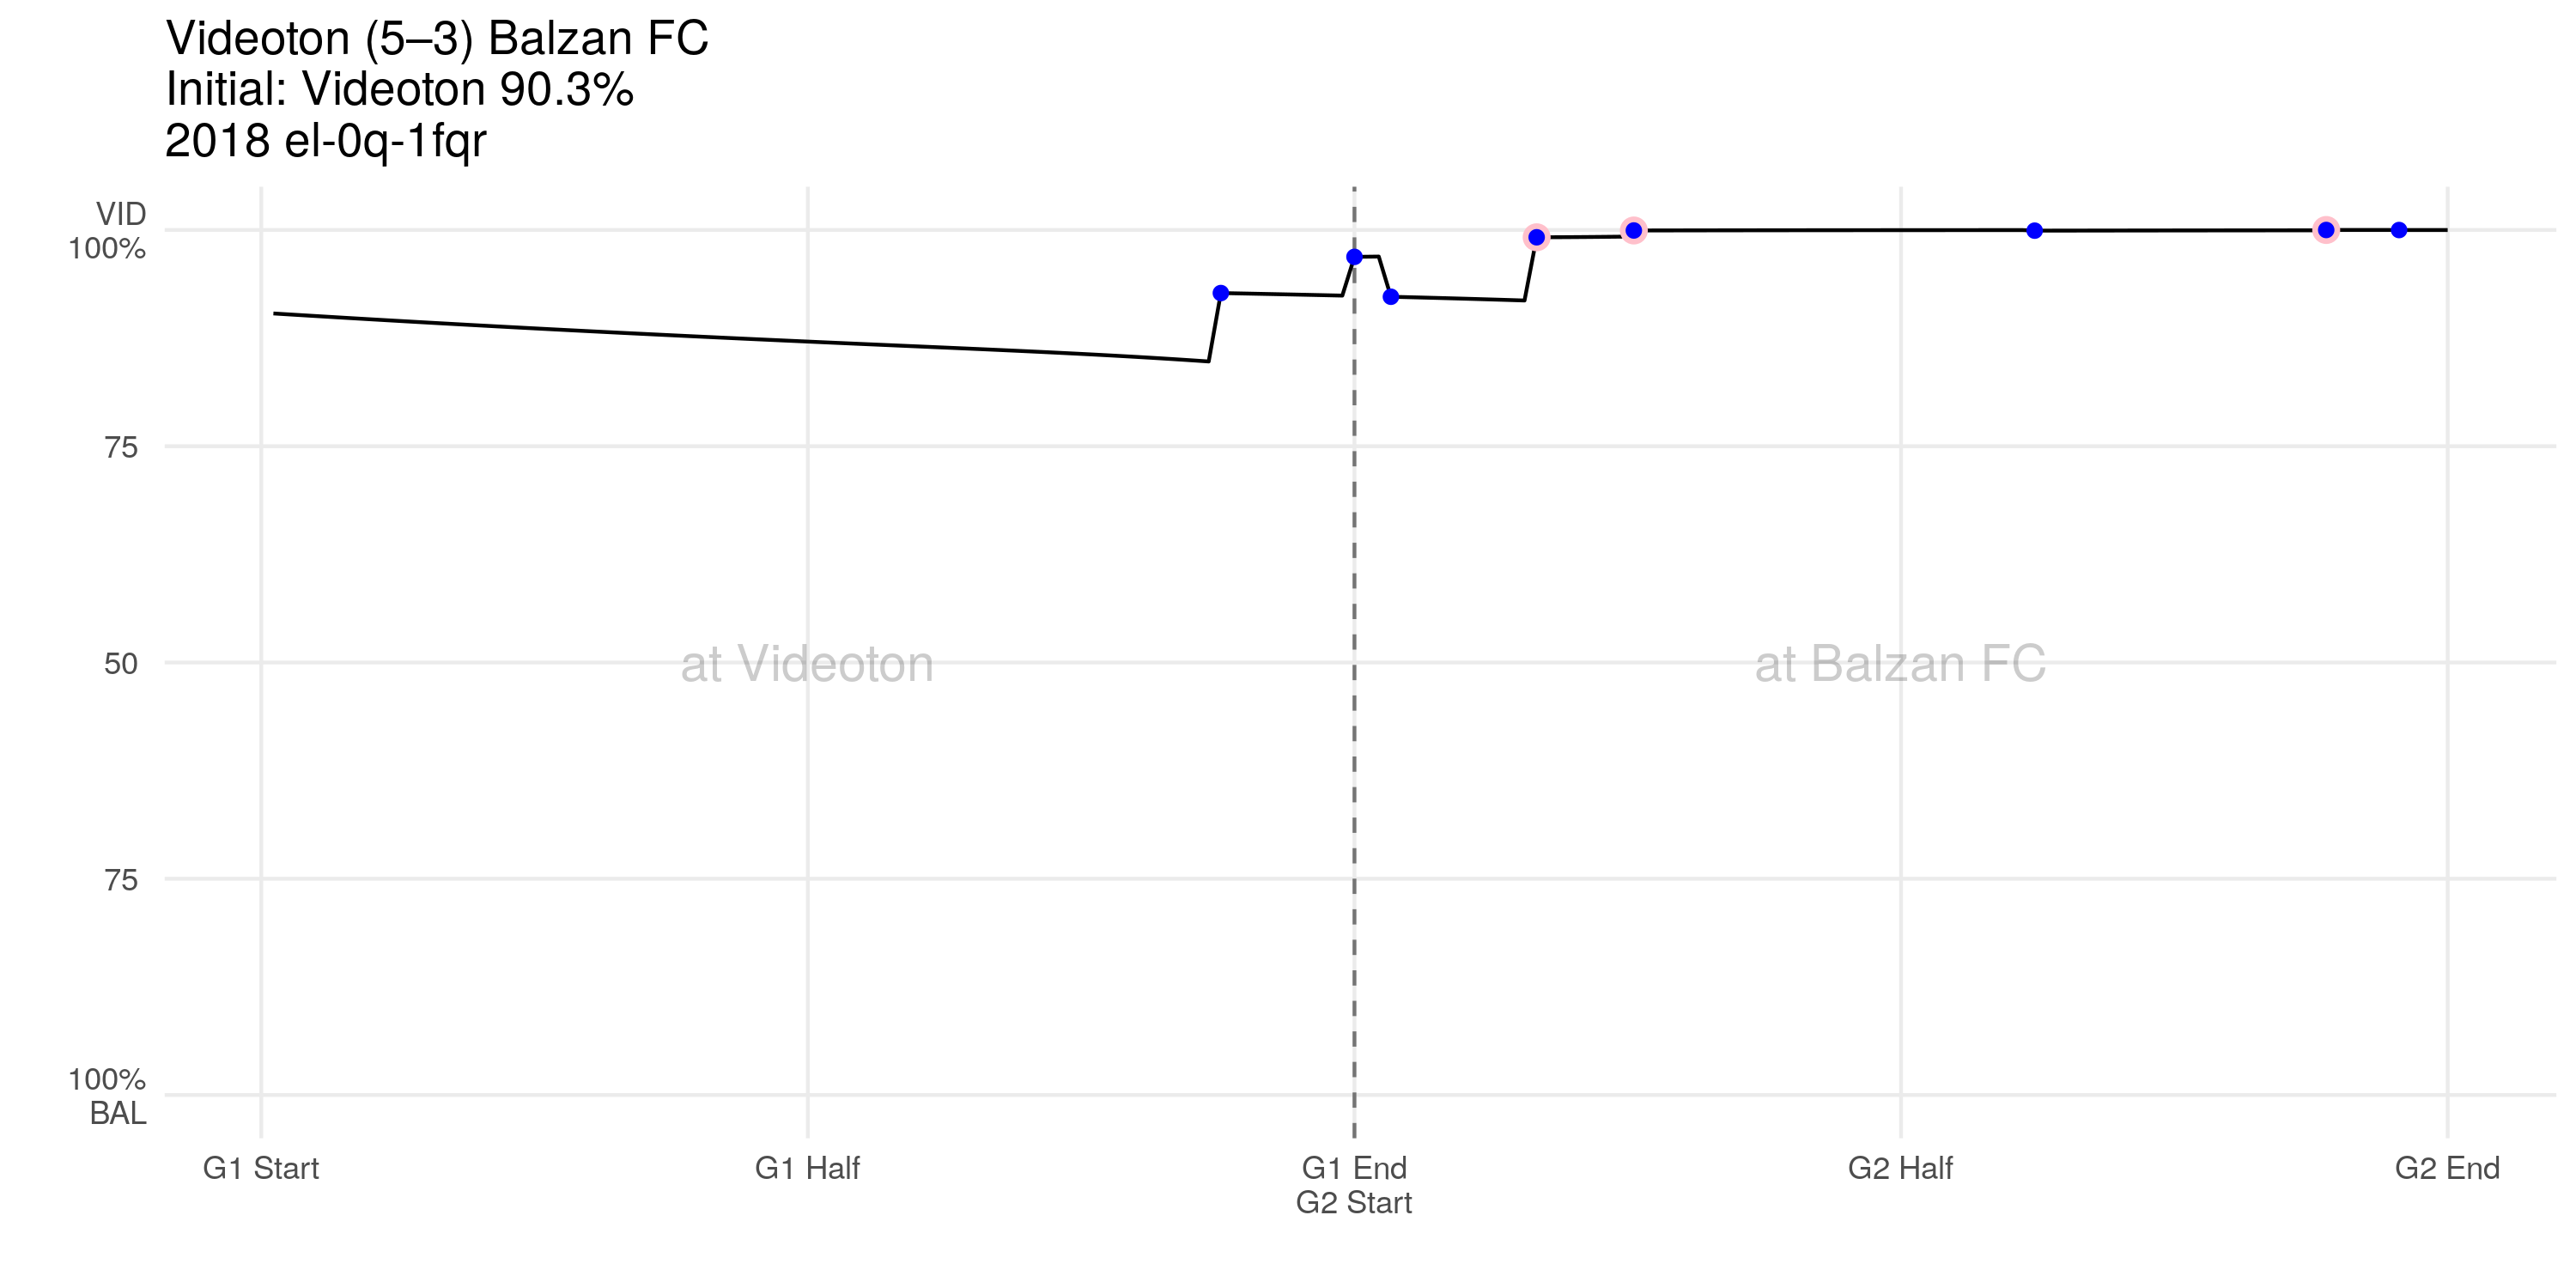 Videoton (5–3) Balzan FC
Initial: Videoton 90.3%
2018 el-0q-1fqr
VID
100%
75
50
75
100%
BAL
at Videoton
at Balzan FC
G1 Start
G1 Half
G1 End
G2 Start
G2 Half
G2 End